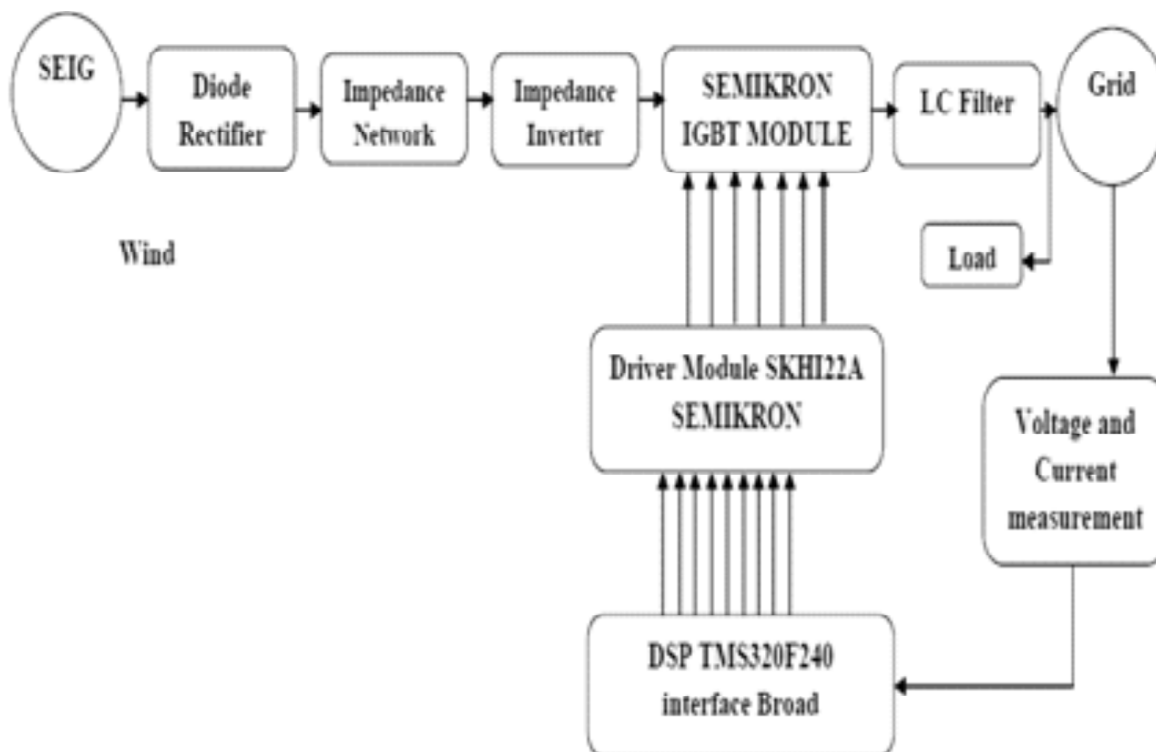 SEIG
Diode
Rectifier
Impedance
Network
Impedance
Inverter
SEMIKRON
IGBT MODULE
LC Filter
Grid
Wind
Load
Driver Module SKHI22A
SEMIKRON
Voltage and
Current
measurement
DSP TMS320F240
interface Broad